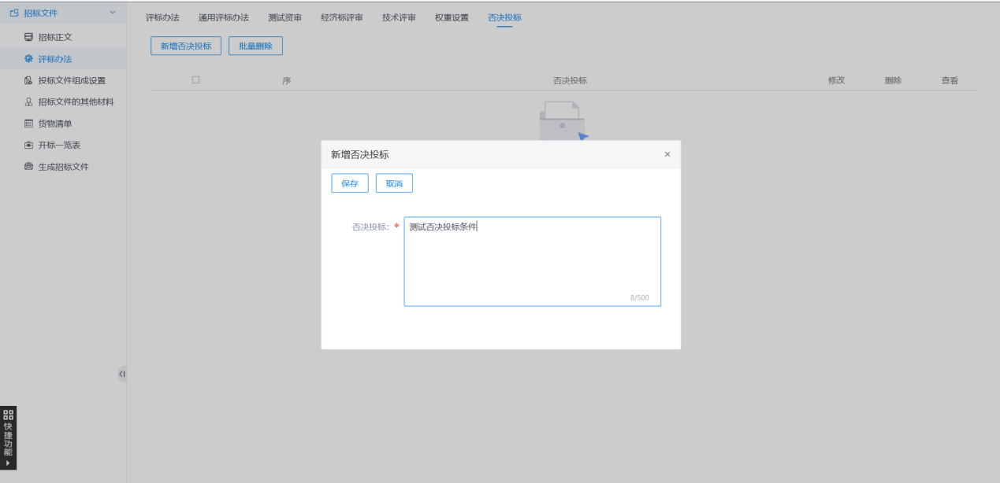 招标文件
招标正文
评标办法
投标文件组成设置
招标文件的其他材料
货物清单
开标一览表
生成招标文件
快捷功能
评标办法 通用评标办法 测试资审 经济标评审 技术评审 权重设置 否决投标
新增否决投标 批量删除
序 否决投标 修改 删除 查看
新增否决投标 ×
保存 取消
否决投标: * 测试否决投标条件
8/500